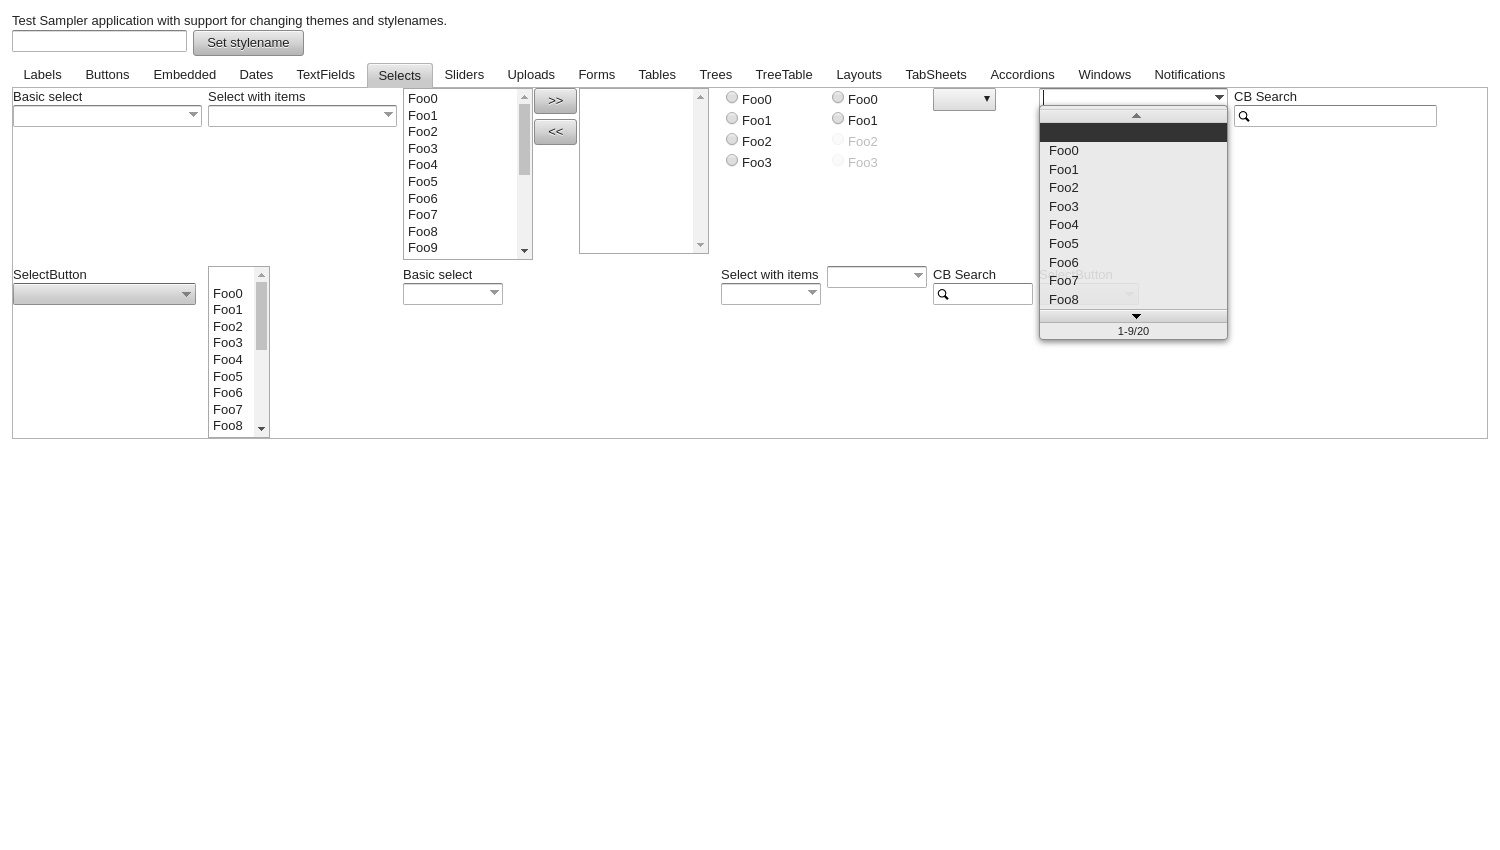 Test Sampler application with support for changing themes and stylenames.
Set stylename
Labels Buttons Embedded Dates TextFields Selects Sliders Uploads Forms Tables Trees TreeTable Layouts TabSheets Accordions Windows Notifications
Basic select
Select with items
Foo0
Foo1
Foo2
Foo3
Foo4
Foo5
Foo6
Foo7
Foo8
Foo9
>>
<<
Foo0
Foo1
Foo2
Foo3
Foo0
Foo1
Foo2
Foo3
Foo0
Foo1
Foo2
Foo3
Foo4
Foo5
Foo6
Foo7
Foo8
1-9/20
CB Search
SelectButton
Foo0
Foo1
Foo2
Foo3
Foo4
Foo5
Foo6
Foo7
Foo8
Basic select
Select with items
CB Search
SelectButton